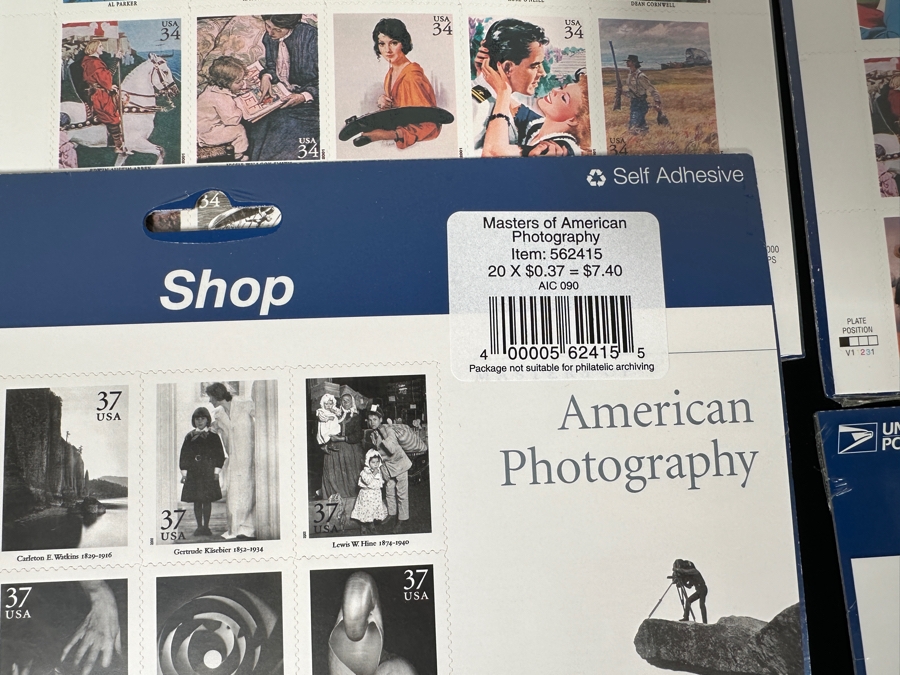 AL PARKER
DEAN CORNWELL
USA
34
USA
34
USA
34
USA
34
USA
34
Self Adhesive
34
Shop
Masters of American
Photography
Item: 562415
20 X $0.37 = $7.40
AIC 090
4 00005 62415 5
Package not suitable for philatelic archiving
PLATE
POSITION
American
Photography
37
USA
Carleton E. Watkins 1829-1916
37
USA
Gertrude Käsebier 1852-1934
37
USA
Lewis W. Hine 1874-1940
37
USA
37
USA
UN
PO